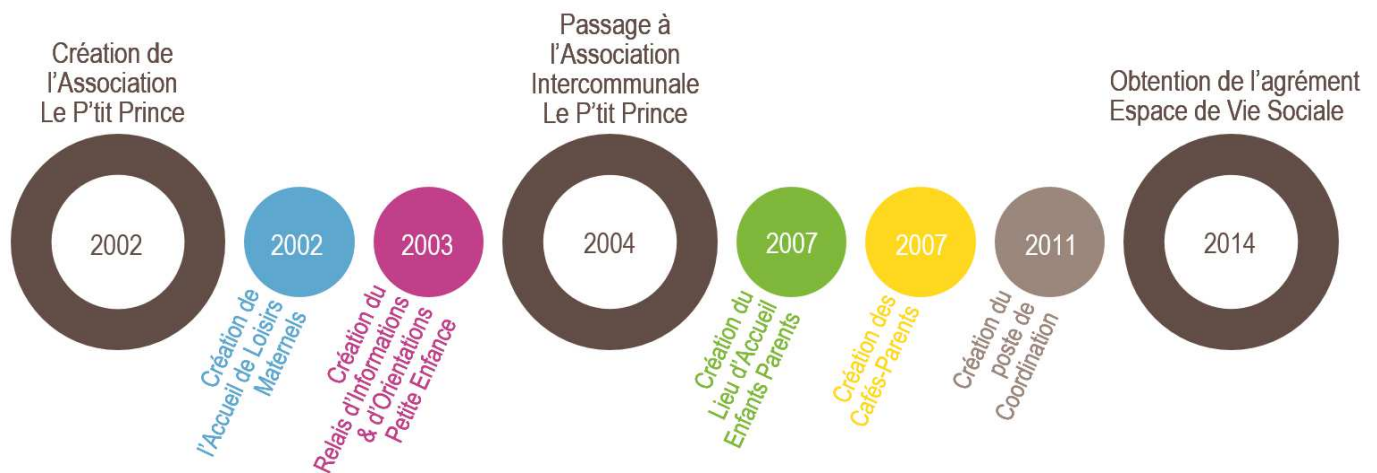 Création de
l'Association
Le P'tit Prince
2002
2002
Création de
l'Accueil de Loisirs
Maternels
2003
Création du
Relais d'Informations
& d'Orientations
Petite Enfance
Passage à
l'Association
Intercommunale
Le P'tit Prince
2004
2007
Création du
Lieu d'Accueil
Enfants Parents
2007
Création des
Cafés-Parents
2011
Création du
poste de
Coordination
Obtention de l'agrément
Espace de Vie Sociale
2014